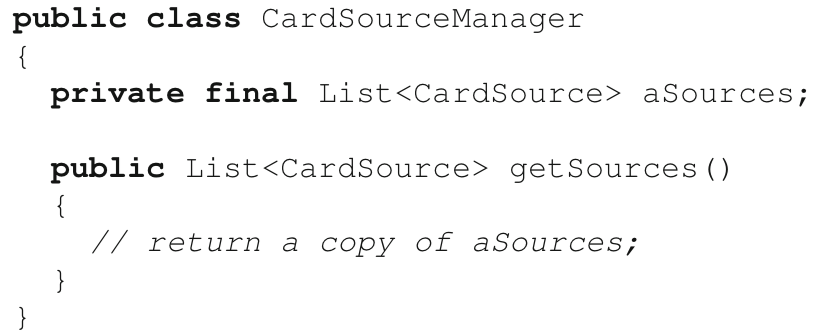 public class CardSourceManager
{
private final List<CardSource> aSources;
public List<CardSource> getSources()
{
// return a copy of aSources;
}
}